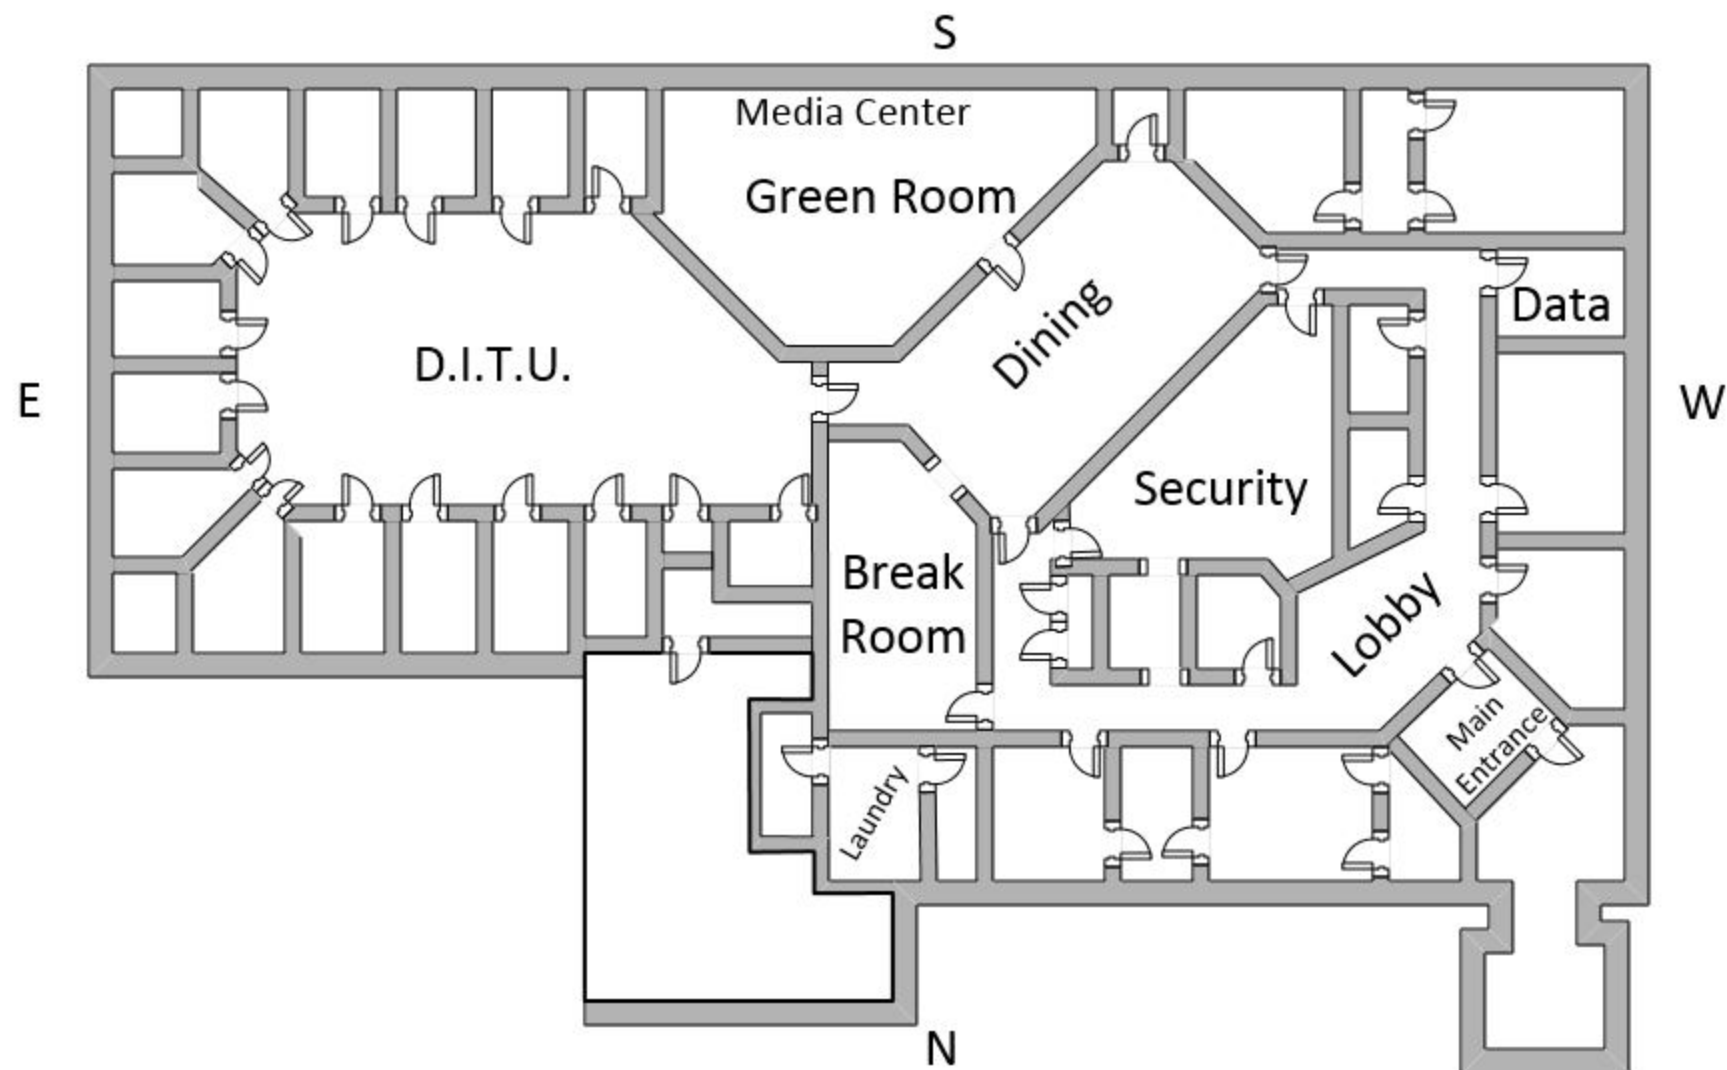 S
Media Center
Green Room
Data
Dining
D.I.T.U.
E
W
Security
Break
Room
Lobby
Main
Entrance
Laundry
N